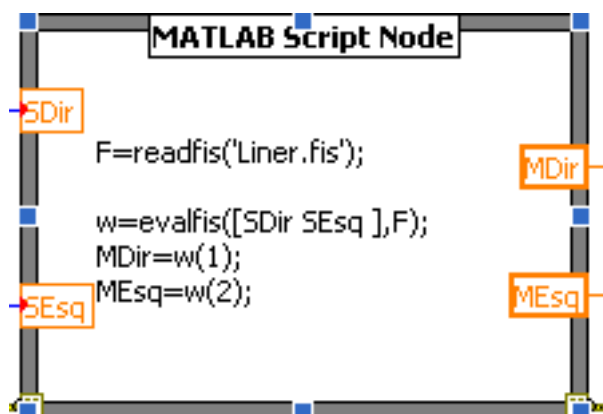 MATLAB Script Node
SDir
F=readfis('Liner.fis');
MDir
w=evalfis([SDir SEsq ],F);
MDir=w(1);
MEsq=w(2);
SEsq
MEsq